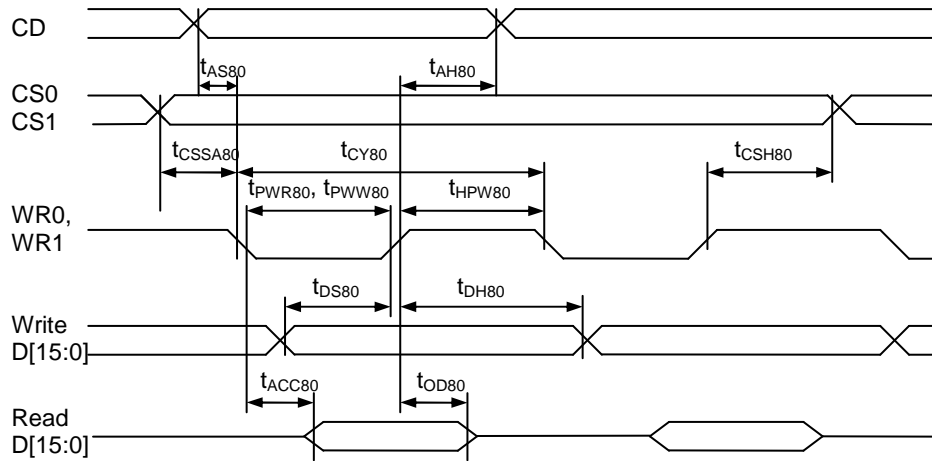 CD
tAS80 tAH80
CS0
CS1
tCSSA80 tCY80 tCSH80
tPWR80, tPWW80 tHPW80
WR0,
WR1
tDS80 tDH80
Write
D[15:0]
tACC80 tOD80
Read
D[15:0]